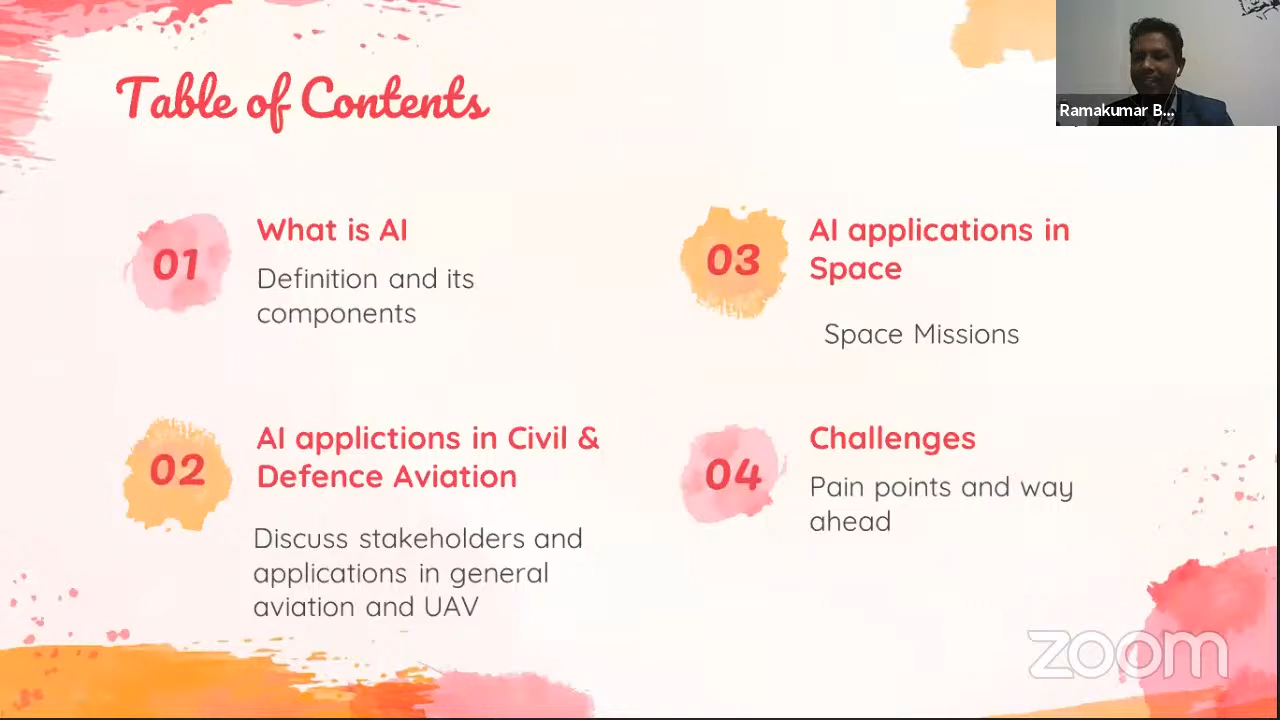 Table of Contents
Ramakumar B...
01
What is AI
Definition and its
components
02
AI applictions in Civil &
Defence Aviation
Discuss stakeholders and
applications in general
aviation and UAV
03
AI applications in
Space
Space Missions
04
Challenges
Pain points and way
ahead
zoom